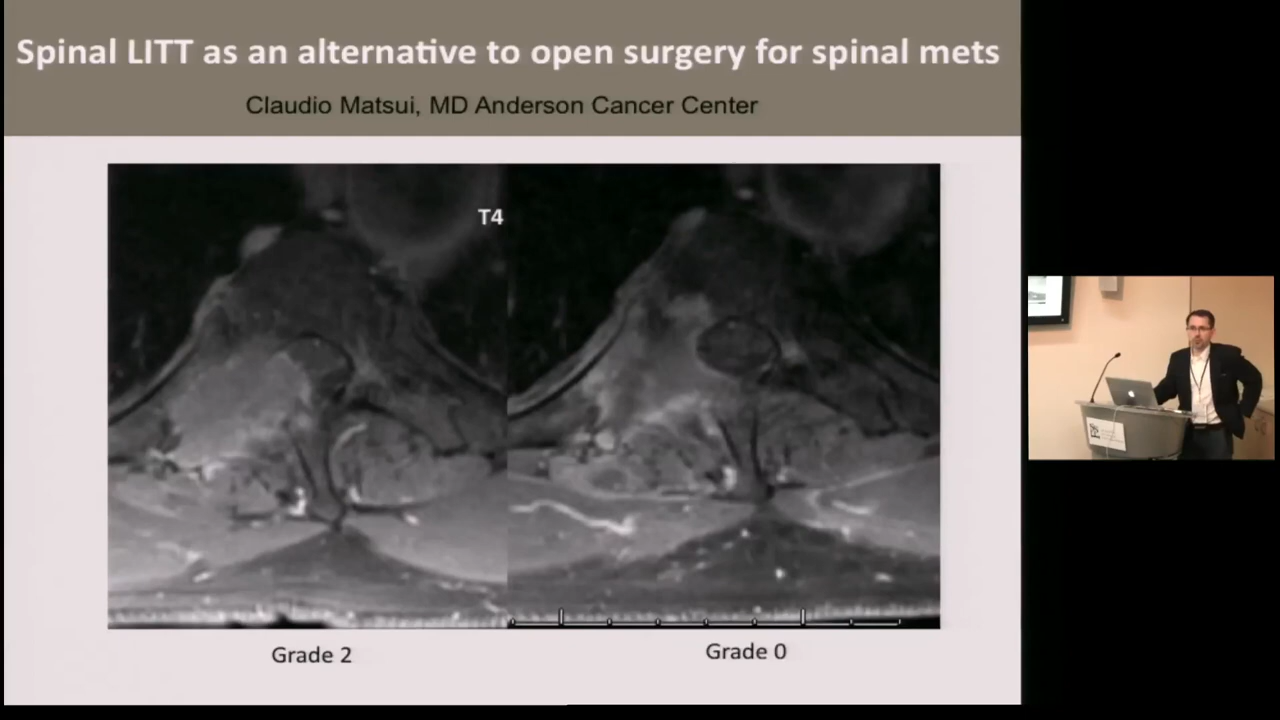 Spinal LITT as an alternative to open surgery for spinal mets
Claudio Matsui, MD Anderson Cancer Center
T4
Grade 2
Grade 0